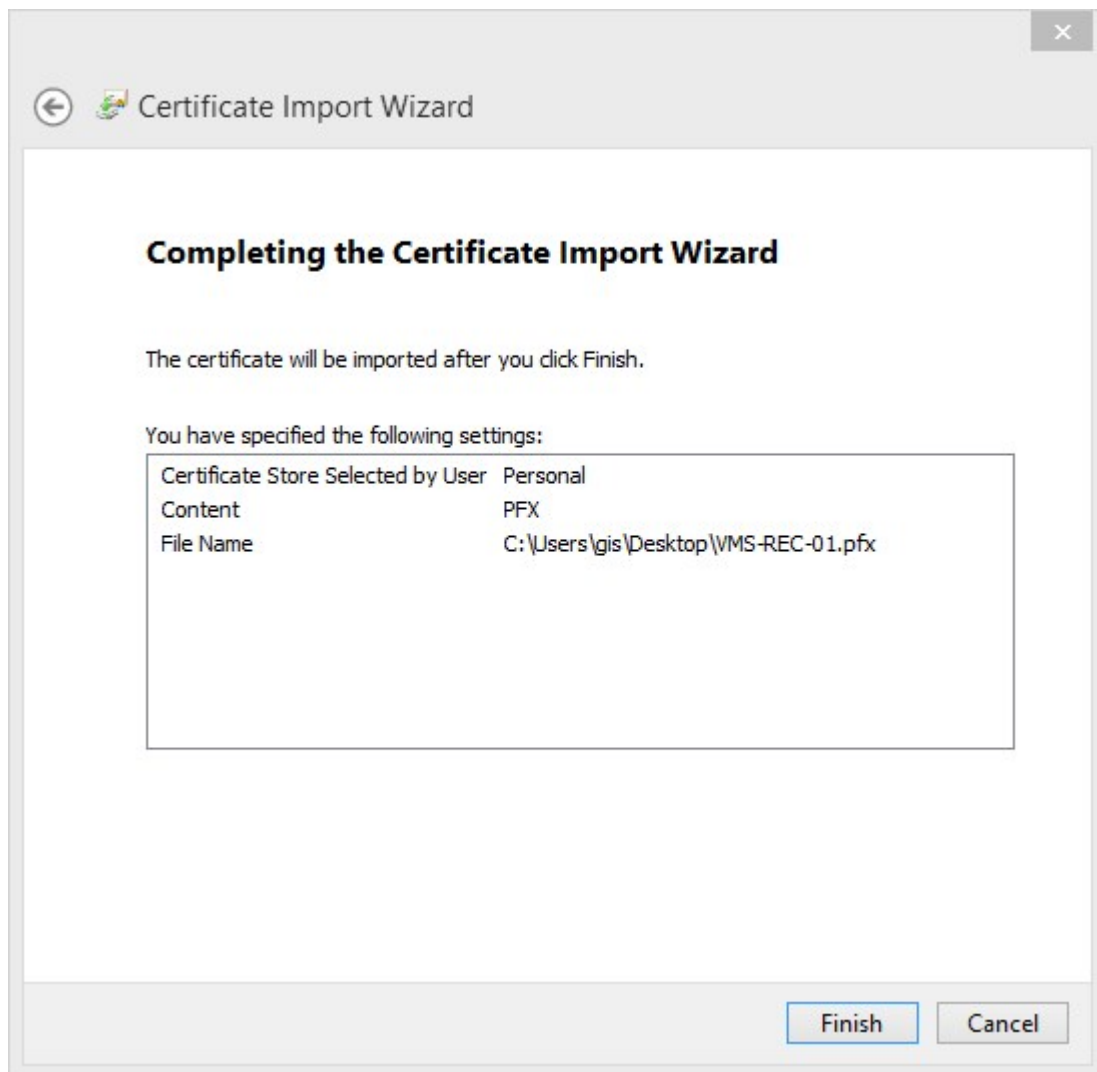 Certificate Import Wizard
Completing the Certificate Import Wizard
The certificate will be imported after you click Finish.
You have specified the following settings:
Certificate Store Selected by User Personal
Content PFX
File Name C:\Users\gis\Desktop\VMS-REC-01.pfx
Finish Cancel